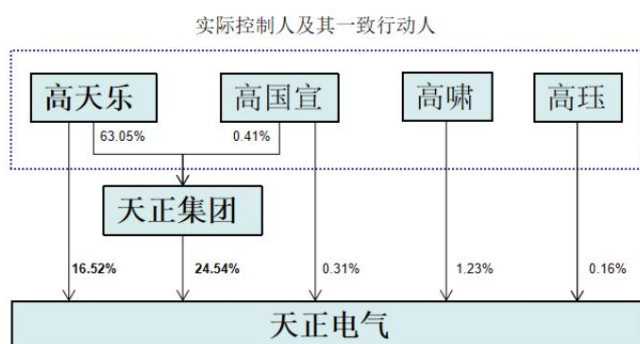 实际控制人及其一致行动人
高天乐 高国宣 高啸 高珏
63.05% 0.41%
天正集团
16.52% 24.54% 0.31% 1.23% 0.16%
天正电气